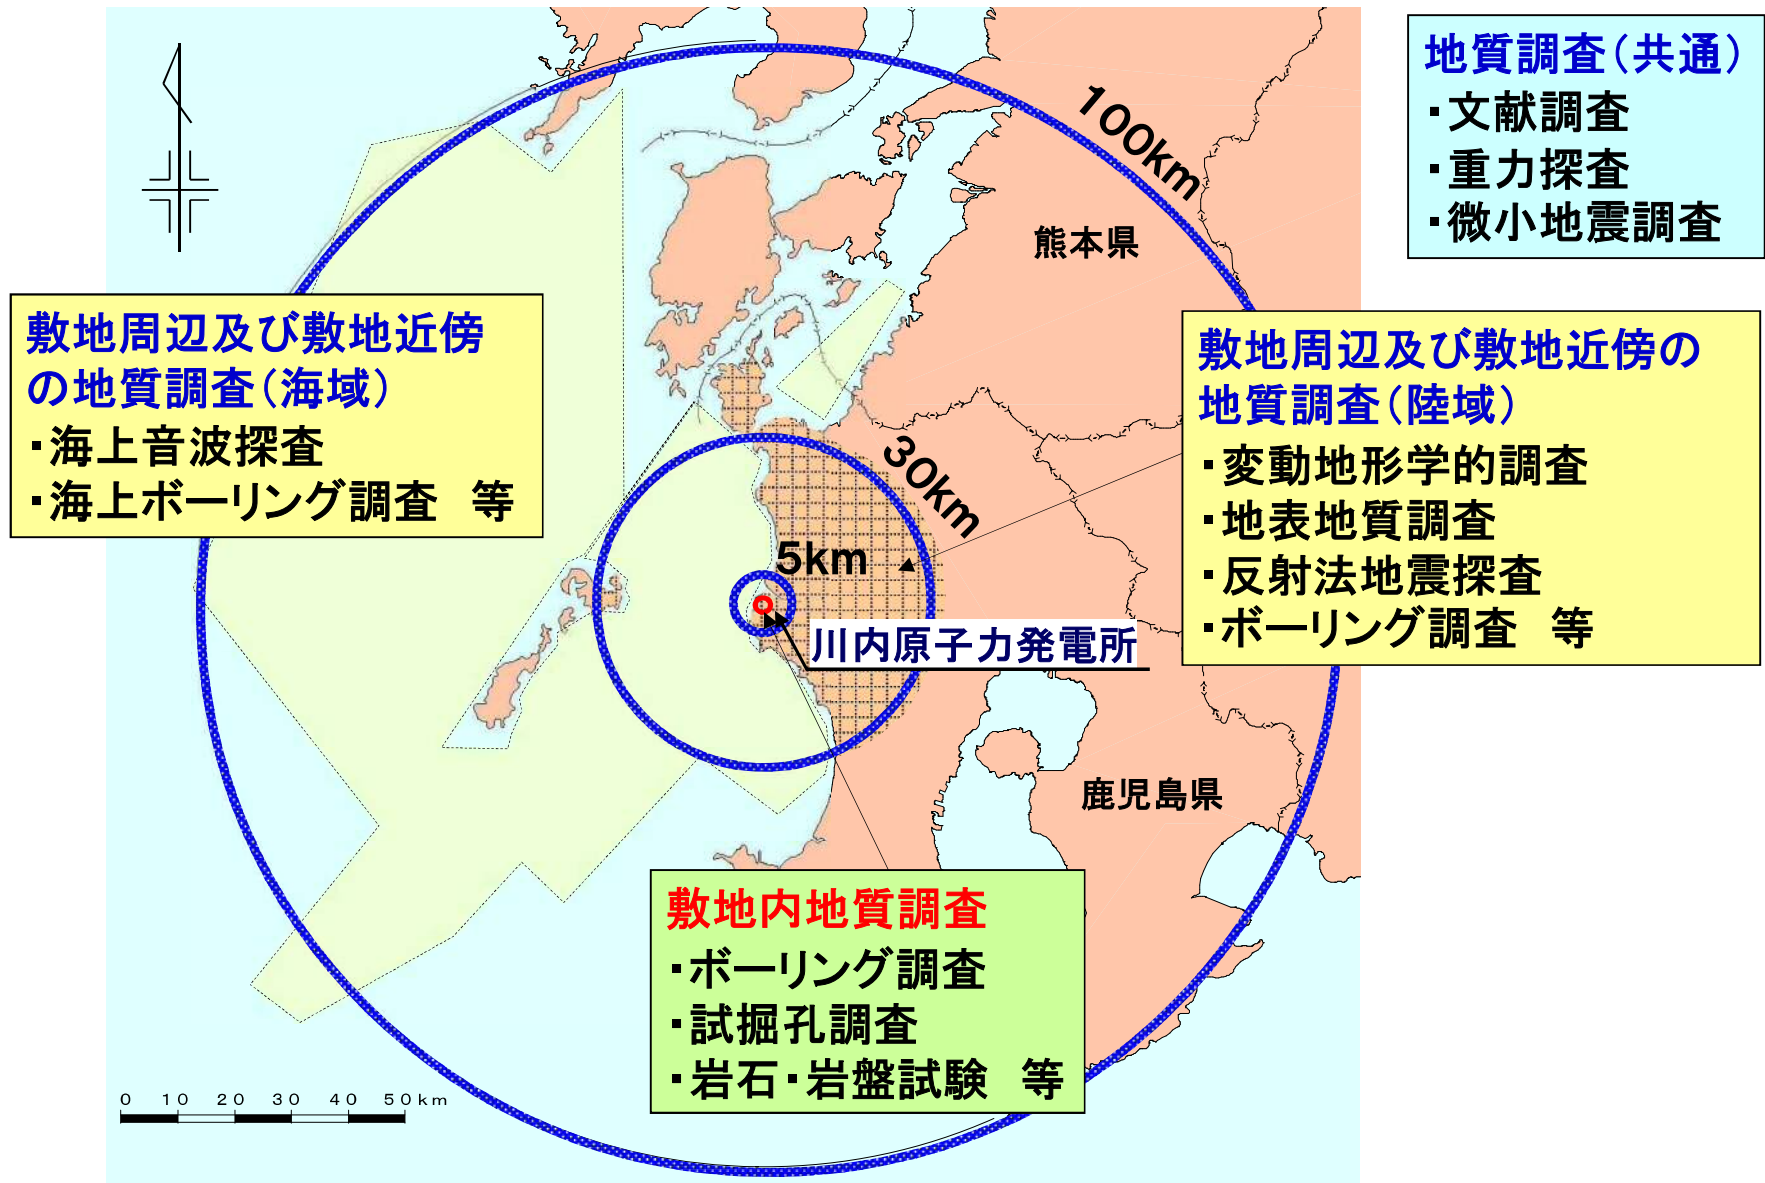 地質調査(共通)
・文献調査
・重力探査
・微小地震調査
100km
熊本県
敷地周辺及び敷地近傍
の地質調査(海域)
・海上音波探査
・海上ボーリング調査 等
敷地周辺及び敷地近傍の
地質調査(陸域)
・変動地形学的調査
・地表地質調査
・反射法地震探査
・ボーリング調査 等
30km
5km
川内原子力発電所
鹿児島県
敷地内地質調査
・ボーリング調査
・試掘孔調査
・岩石・岩盤試験 等
0 10 20 30 40 50km